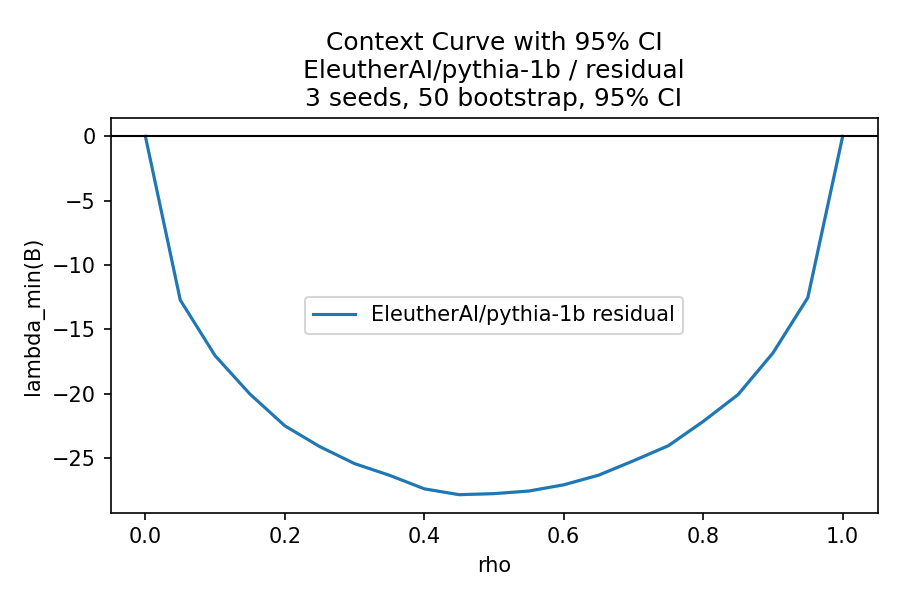 Context Curve with 95% CI
EleutherAI/pythia-1b / residual
3 seeds, 50 bootstrap, 95% CI
0
−5
−10
−15
−20
−25
lambda_min(B)
EleutherAI/pythia-1b residual
0.0 0.2 0.4 0.6 0.8 1.0
rho